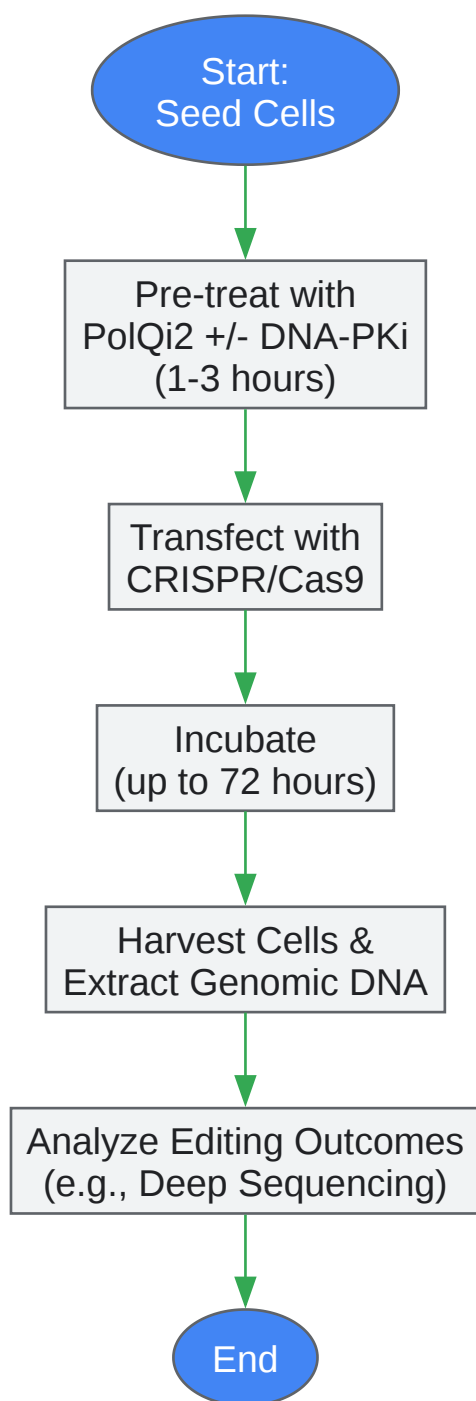 Start:
Seed Cells
Pre-treat with
PolQi2 +/- DNA-PKi
(1-3 hours)
Transfect with
CRISPR/Cas9
Incubate
(up to 72 hours)
Harvest Cells &
Extract Genomic DNA
Analyze Editing Outcomes
(e.g., Deep Sequencing)
End